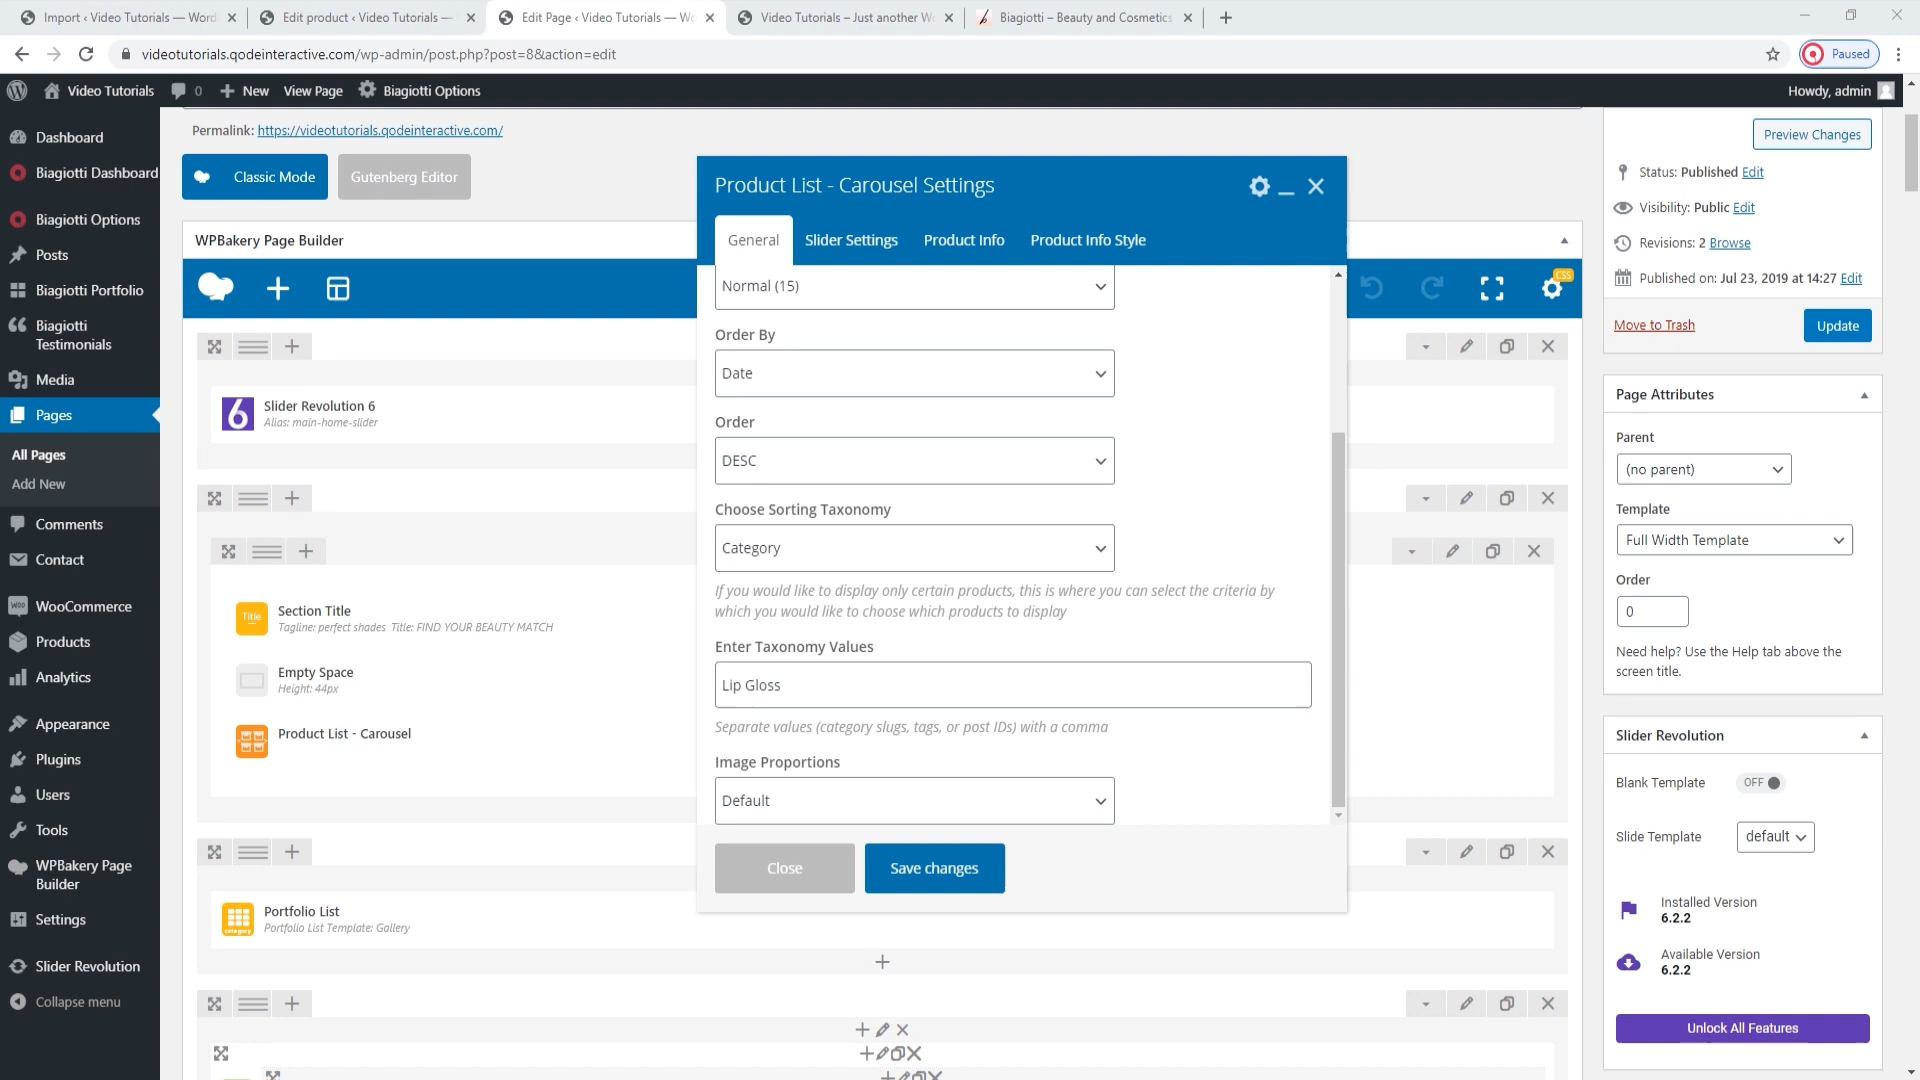 Import ‹ Video Tutorials — Word
Edit product ‹ Video Tutorials —
Edit Page ‹ Video Tutorials — Wo
Video Tutorials – Just another Wo
Biagiotti – Beauty and Cosmetics
videotutorials.qodeinteractive.com/wp-admin/post.php?post=8&action=edit
Paused
Video Tutorials
0
New
View Page
Biagiotti Options
Howdy, admin
Dashboard
Biagiotti Dashboard
Biagiotti Options
Posts
Biagiotti Portfolio
Biagiotti
Testimonials
Media
Pages
All Pages
Add New
Comments
Contact
WooCommerce
Products
Analytics
Appearance
Plugins
Users
Tools
WPBakery Page
Builder
Settings
Slider Revolution
Collapse menu
Permalink: https://videotutorials.qodeinteractive.com/
Classic Mode
Gutenberg Editor
WPBakery Page Builder
CSS
Slider Revolution 6
Alias: main-home-slider
Title
Section Title
Tagline: perfect shades Title: FIND YOUR BEAUTY MATCH
Empty Space
Height: 44px
Product List - Carousel
category
Portfolio List
Portfolio List Template: Gallery
Product List - Carousel Settings
General
Slider Settings
Product Info
Product Info Style
Normal (15)
Order By
Date
Order
DESC
Choose Sorting Taxonomy
Category
If you would like to display only certain products, this is where you can select the criteria by
which you would like to choose which products to display
Enter Taxonomy Values
Lip Gloss
Separate values (category slugs, tags, or post IDs) with a comma
Image Proportions
Default
Close
Save changes
Preview Changes
Status: Published Edit
Visibility: Public Edit
Revisions: 2 Browse
Published on: Jul 23, 2019 at 14:27 Edit
Move to Trash
Update
Page Attributes
Parent
(no parent)
Template
Full Width Template
Order
0
Need help? Use the Help tab above the
screen title.
Slider Revolution
Blank Template
OFF
Slide Template
default
Installed Version
6.2.2
Available Version
6.2.2
Unlock All Features